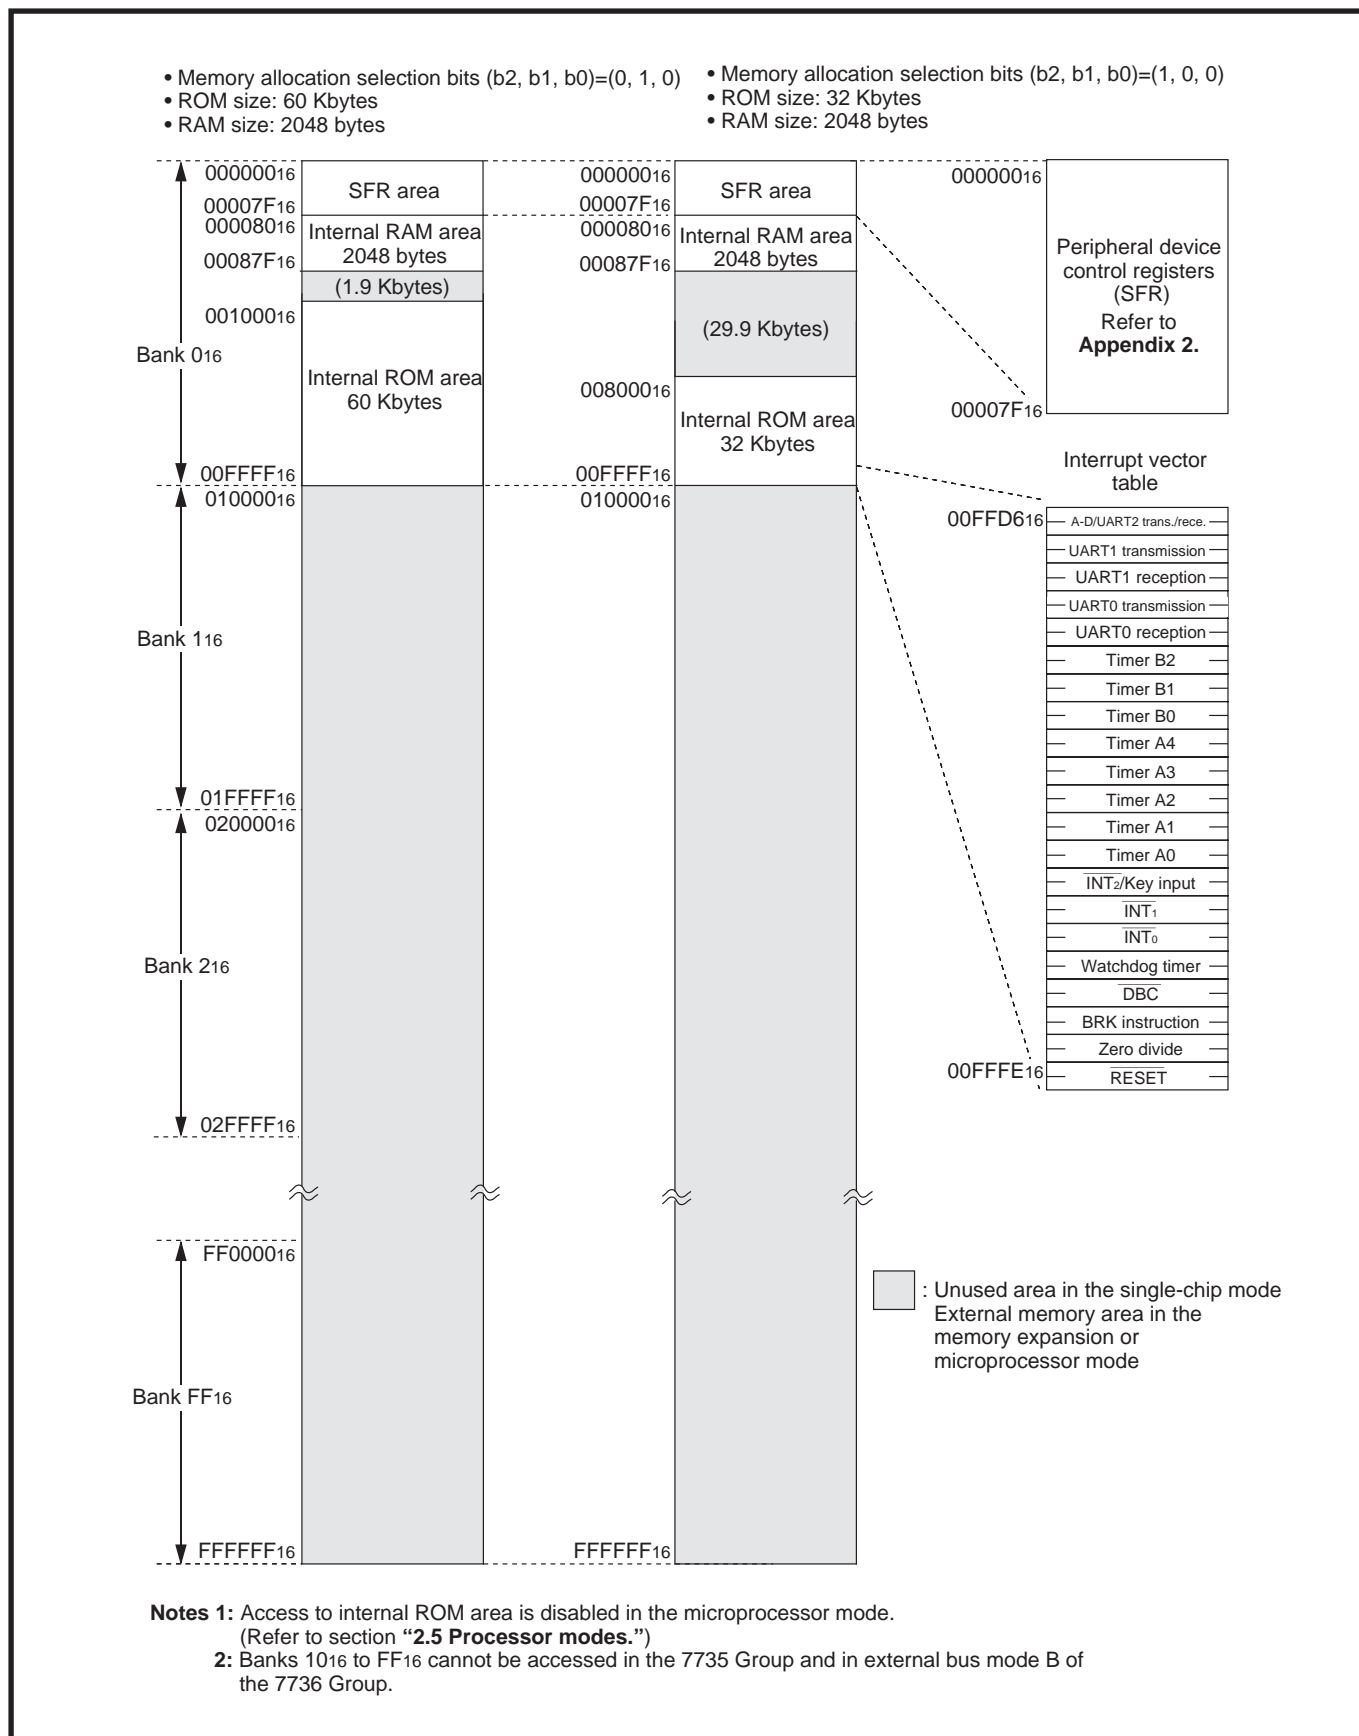 • Memory allocation selection bits (b2, b1, b0)=(0, 1, 0)
• ROM size: 60 Kbytes
• RAM size: 2048 bytes
• Memory allocation selection bits (b2, b1, b0)=(1, 0, 0)
• ROM size: 32 Kbytes
• RAM size: 2048 bytes
00000016
00007F16
00008016
00087F16
00100016
00FFFF16
01000016
01FFFF16
02000016
02FFFF16
FF000016
FFFFFF16
Bank 016
Bank 116
Bank 216
Bank FF16
SFR area
Internal RAM area
2048 bytes
(1.9 Kbytes)
Internal ROM area
60 Kbytes
00000016
00007F16
00008016
00087F16
00800016
00FFFF16
01000016
FFFFFF16
SFR area
Internal RAM area
2048 bytes
(29.9 Kbytes)
Internal ROM area
32 Kbytes
00000016
Peripheral device
control registers
(SFR)
Refer to
Appendix 2.
00007F16
Interrupt vector
table
00FFD616
A-D/UART2 trans./rece.
UART1 transmission
UART1 reception
UART0 transmission
UART0 reception
Timer B2
Timer B1
Timer B0
Timer A4
Timer A3
Timer A2
Timer A1
Timer A0
INT2/Key input
INT1
INT0
Watchdog timer
DBC
BRK instruction
Zero divide
00FFFE16
RESET
: Unused area in the single-chip mode
External memory area in the
memory expansion or
microprocessor mode
Notes 1: Access to internal ROM area is disabled in the microprocessor mode.
(Refer to section “2.5 Processor modes.”)
2: Banks 1016 to FF16 cannot be accessed in the 7735 Group and in external bus mode B of
the 7736 Group.